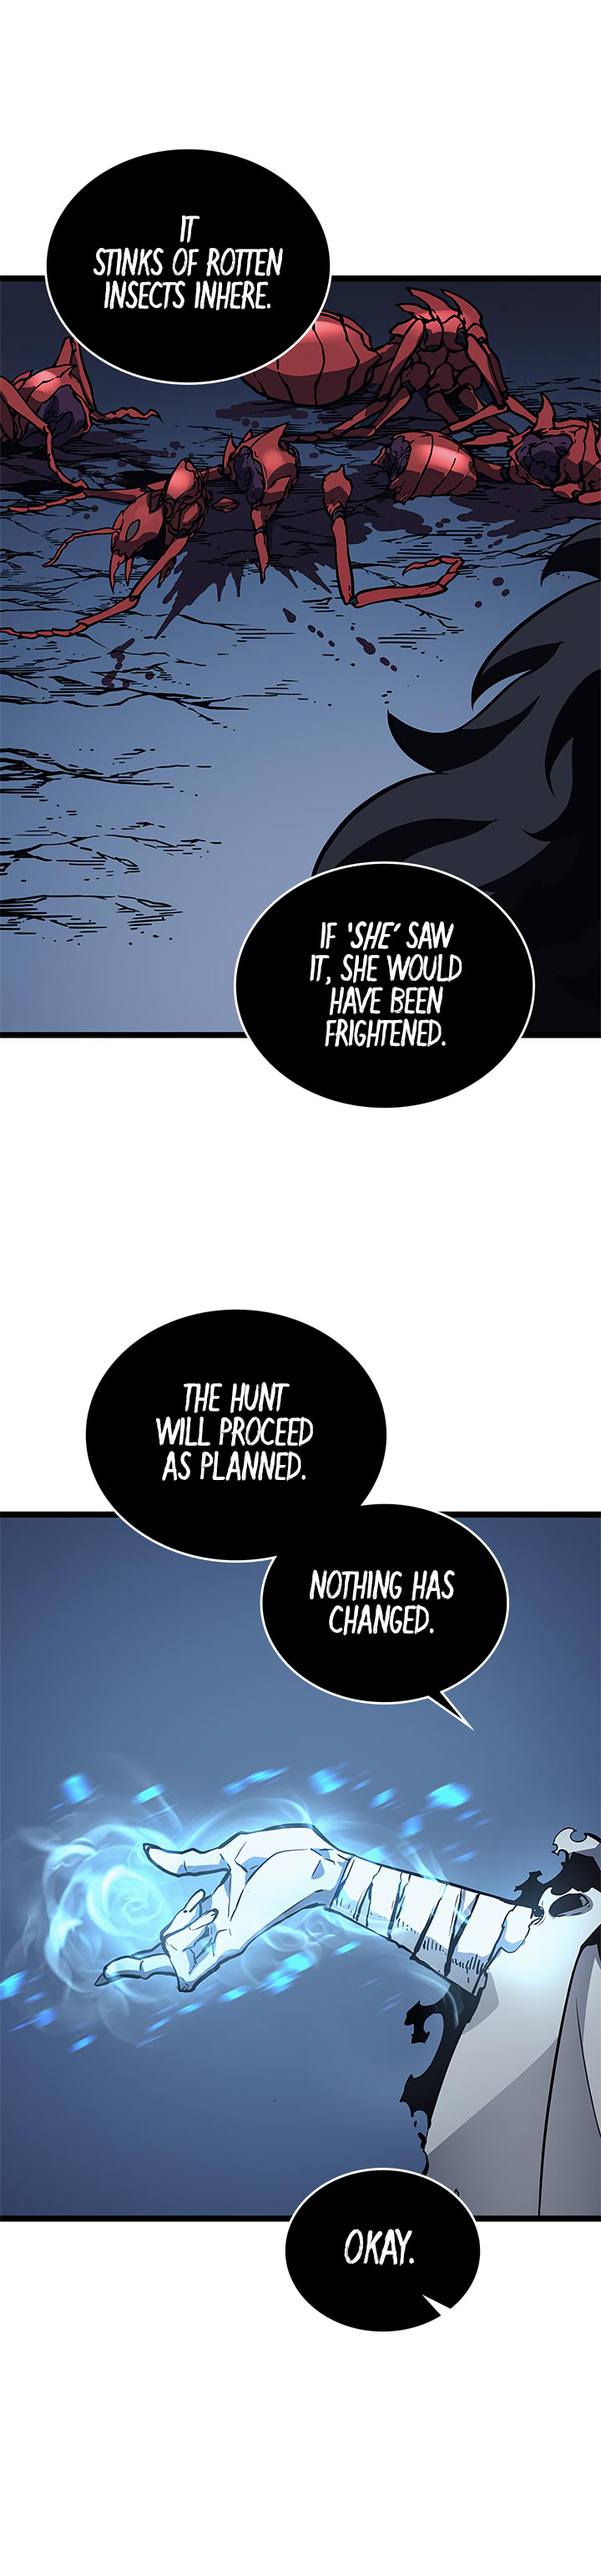 IT
STINKS OF ROTTEN
INSECTS INHERE.
IF 'SHE' SAW
IT, SHE WOULD
HAVE BEEN
FRIGHTENED.
THE HUNT
WILL PROCEED
AS PLANNED.
NOTHING HAS
CHANGED.
OKAY.